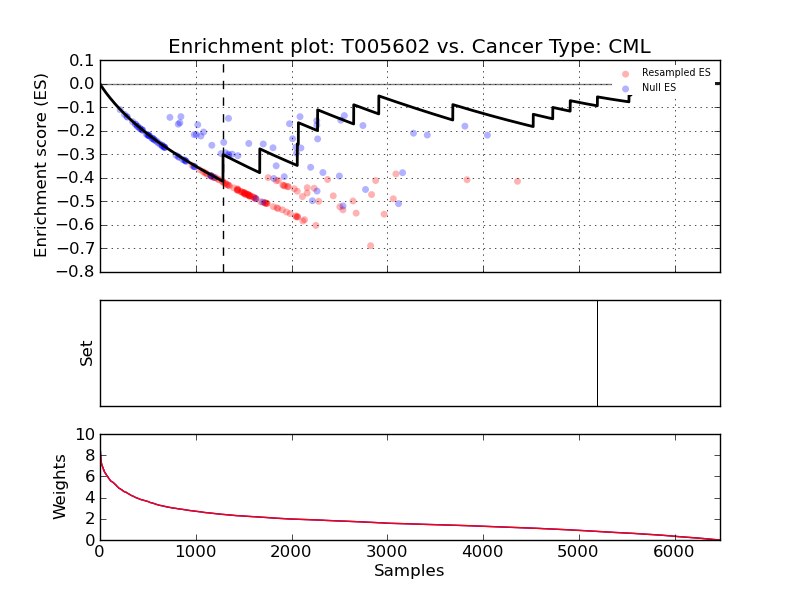 Enrichment plot: T005602 vs. Cancer Type: CML
0.1
0.0
−0.1
−0.2
−0.3
−0.4
−0.5
−0.6
−0.7
−0.8
Enrichment score (ES)
Resampled ES
Null ES
Set
10
8
6
4
2
0
Weights
0 1000 2000 3000 4000 5000 6000
Samples